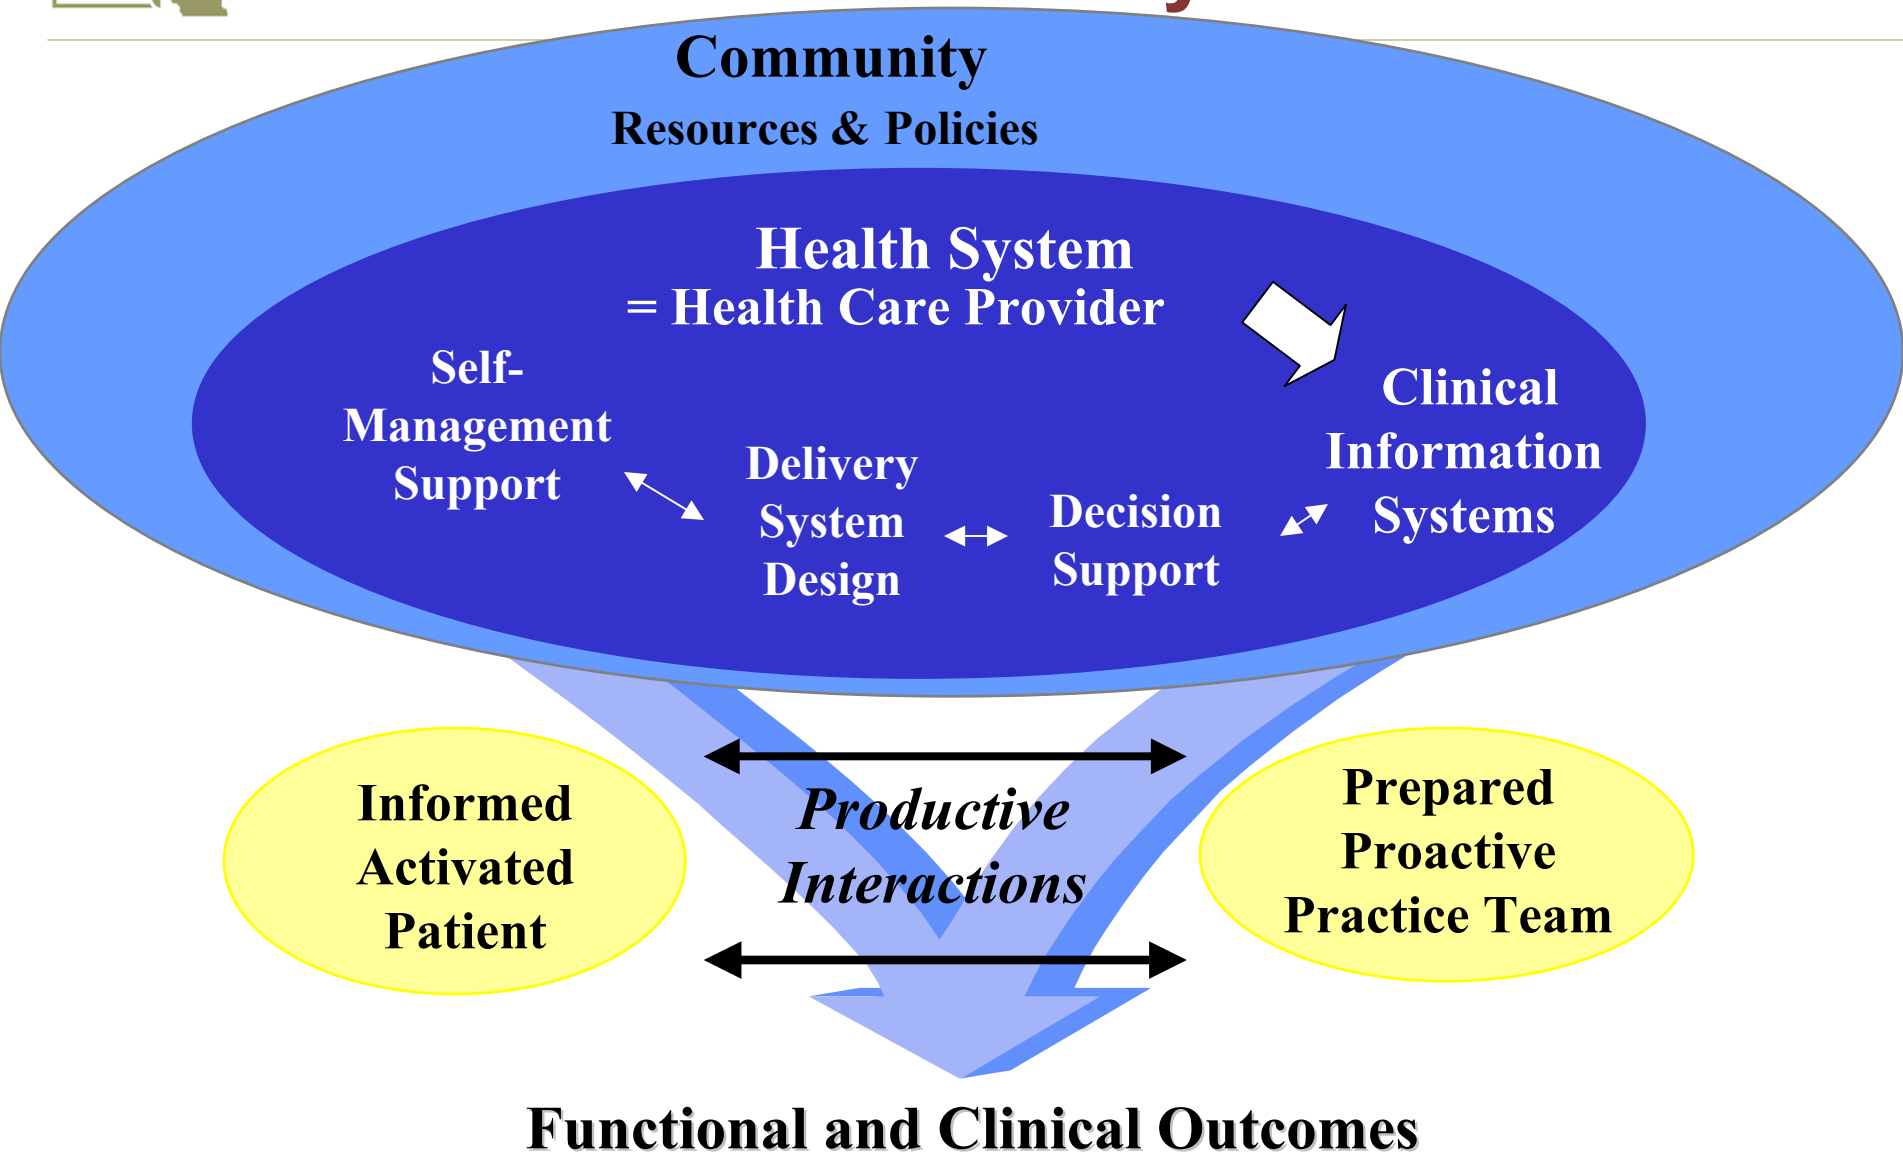 Community
Resources & Policies
Health System
= Health Care Provider
Self-
Management
Support
Delivery
System
Design
Decision
Support
Clinical
Information
Systems
Productive
Interactions
Informed
Activated
Patient
Prepared
Proactive
Practice Team
Functional and Clinical Outcomes